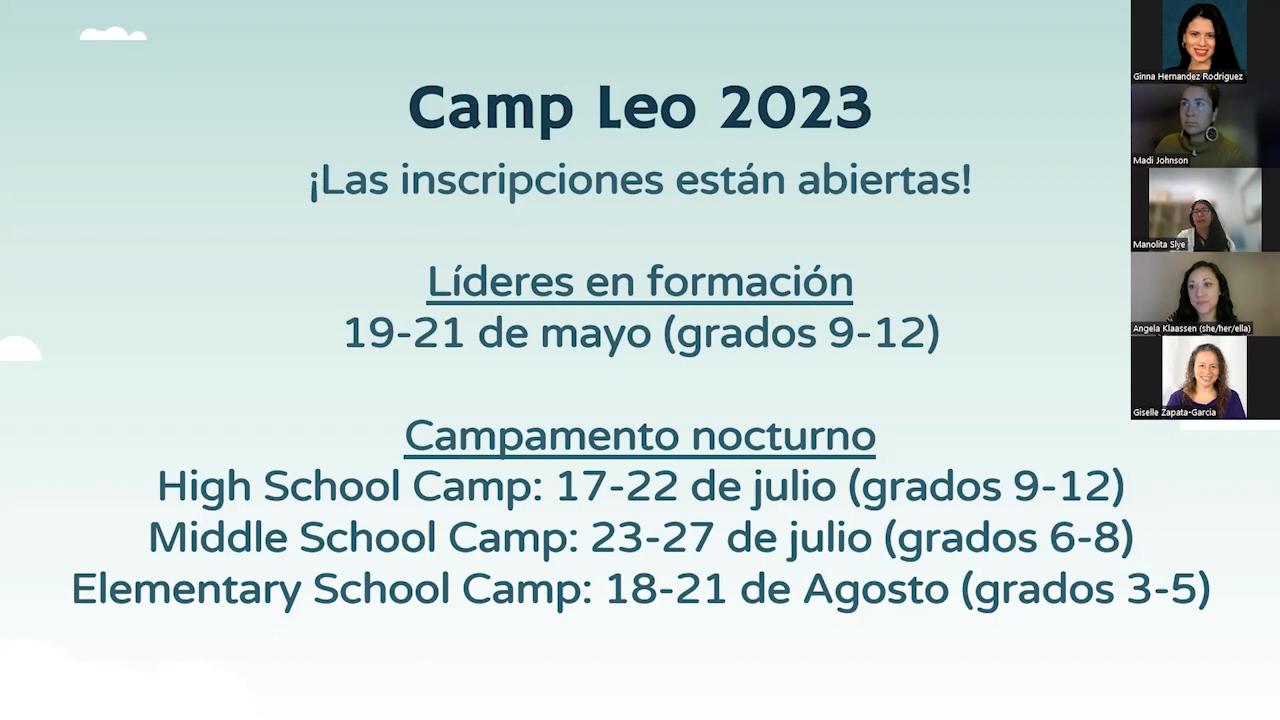 Camp Leo 2023
¡Las inscripciones están abiertas!
Líderes en formación
19-21 de mayo (grados 9-12)
Campamento nocturno
High School Camp: 17-22 de julio (grados 9-12)
Middle School Camp: 23-27 de julio (grados 6-8)
Elementary School Camp: 18-21 de Agosto (grados 3-5)
Ginna Hernandez Rodriguez
Madi Johnson
Manolita Slye
Angela Klaassen (she/her/ella)
Giselle Zapata-Garcia